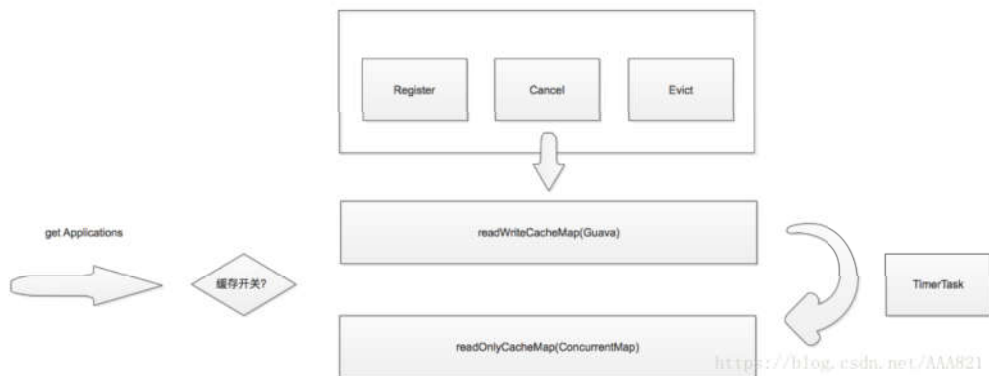 Register
Cancel
Evict
get Applications
readWriteCacheMap(Guava)
缓存开关?
TimerTask
readOnlyCacheMap(ConcurrentMap)
https://blog.csdn.net/AAA821